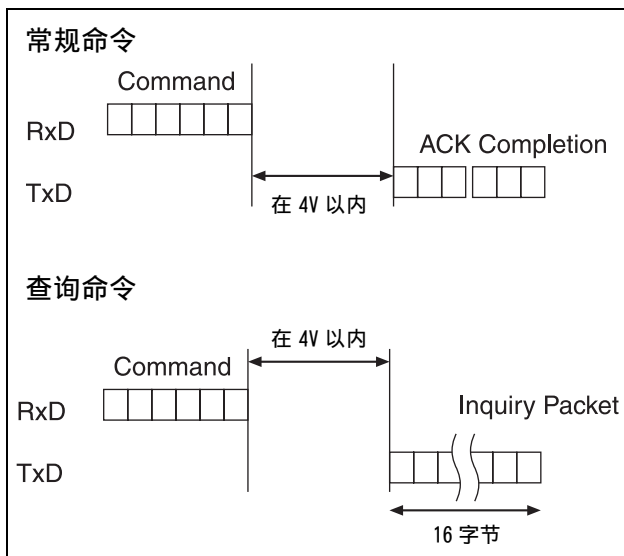 常规命令
Command
RxD
ACK Completion
TxD
在 4V 以内
查询命令
在 4V 以内
Command
RxD
Inquiry Packet
TxD
16 字节